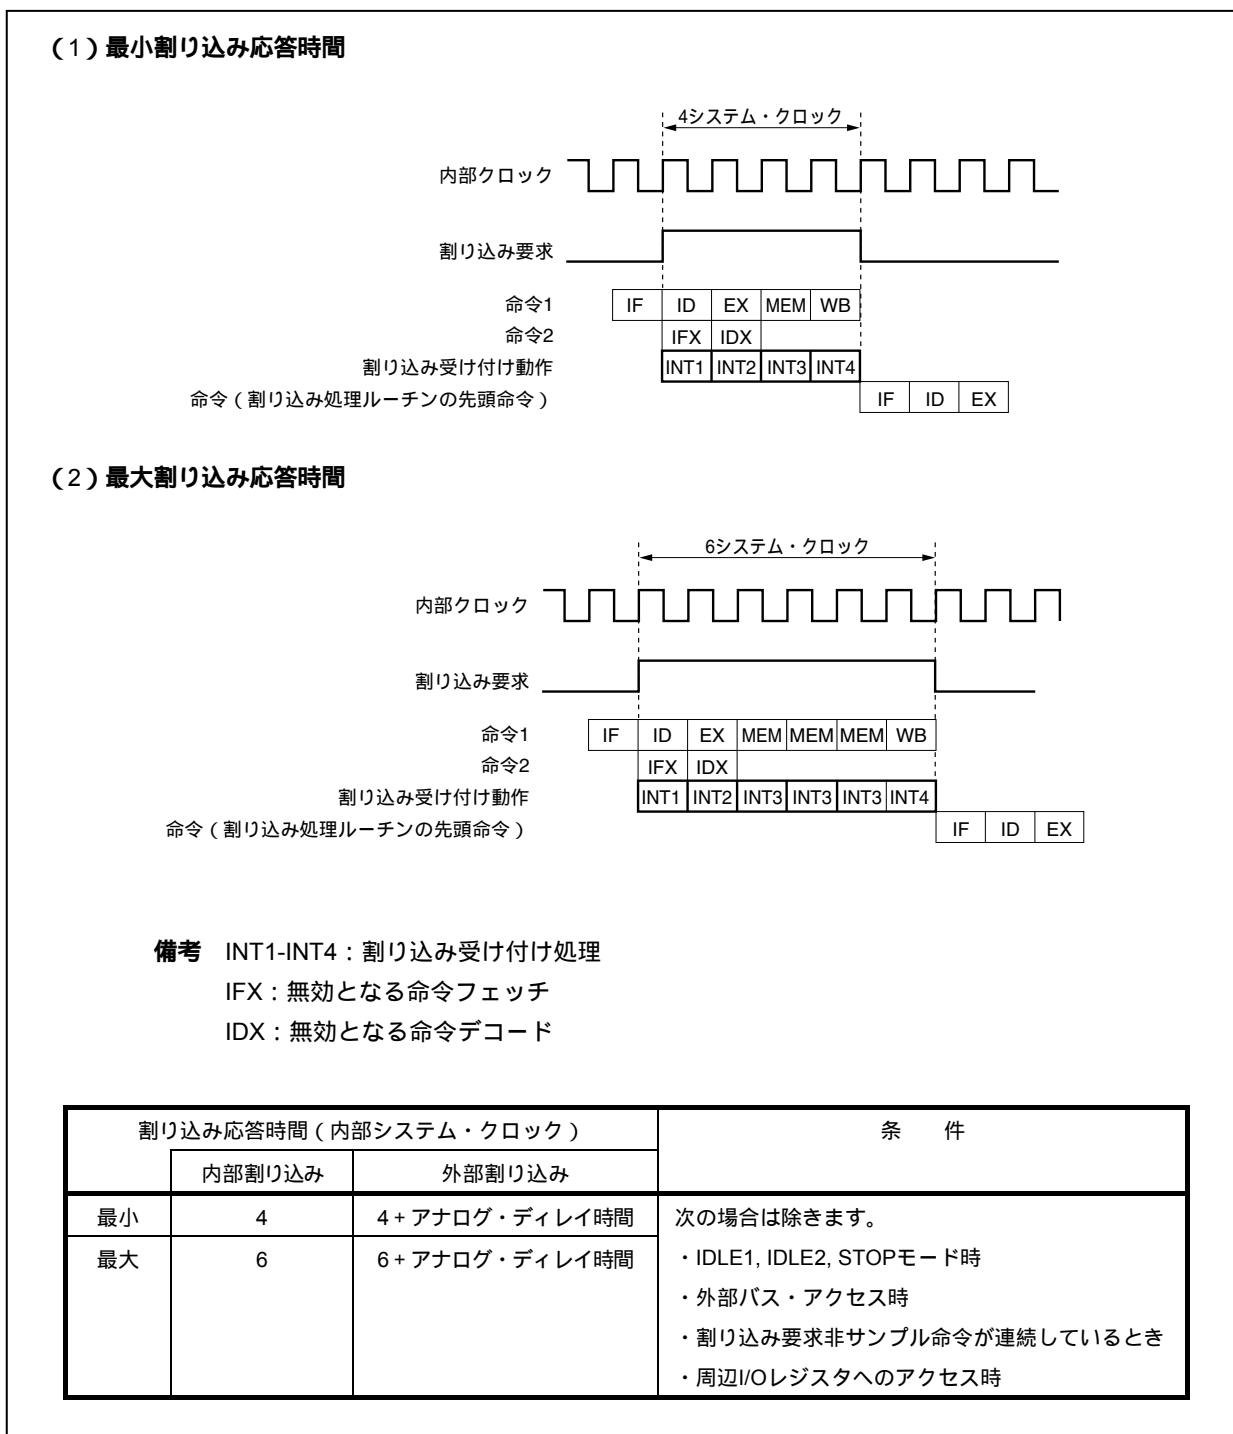 （1）最小割り込み応答時間
4システム・クロック
内部クロック
割り込み要求
命令1 IF ID EX MEM WB
命令2 IFX IDX
割り込み受け付け動作 INT1 INT2 INT3 INT4
命令（割り込み処理ルーチンの先頭命令） IF ID EX
（2）最大割り込み応答時間
6システム・クロック
内部クロック
割り込み要求
命令1 IF ID EX MEM MEM MEM WB
命令2 IFX IDX
割り込み受け付け動作 INT1 INT2 INT3 INT3 INT3 INT4
命令（割り込み処理ルーチンの先頭命令） IF ID EX
備考 INT1-INT4：割り込み受け付け処理
IFX：無効となる命令フェッチ
IDX：無効となる命令デコード
割り込み応答時間（内部システム・クロック） 条　件
内部割り込み 外部割り込み
最小 4 4+アナログ・ディレイ時間 次の場合は除きます。
最大 6 6+アナログ・ディレイ時間 ・IDLE1, IDLE2, STOPモード時
・外部バス・アクセス時
・割り込み要求非サンプル命令が連続しているとき
・周辺I/Oレジスタへのアクセス時